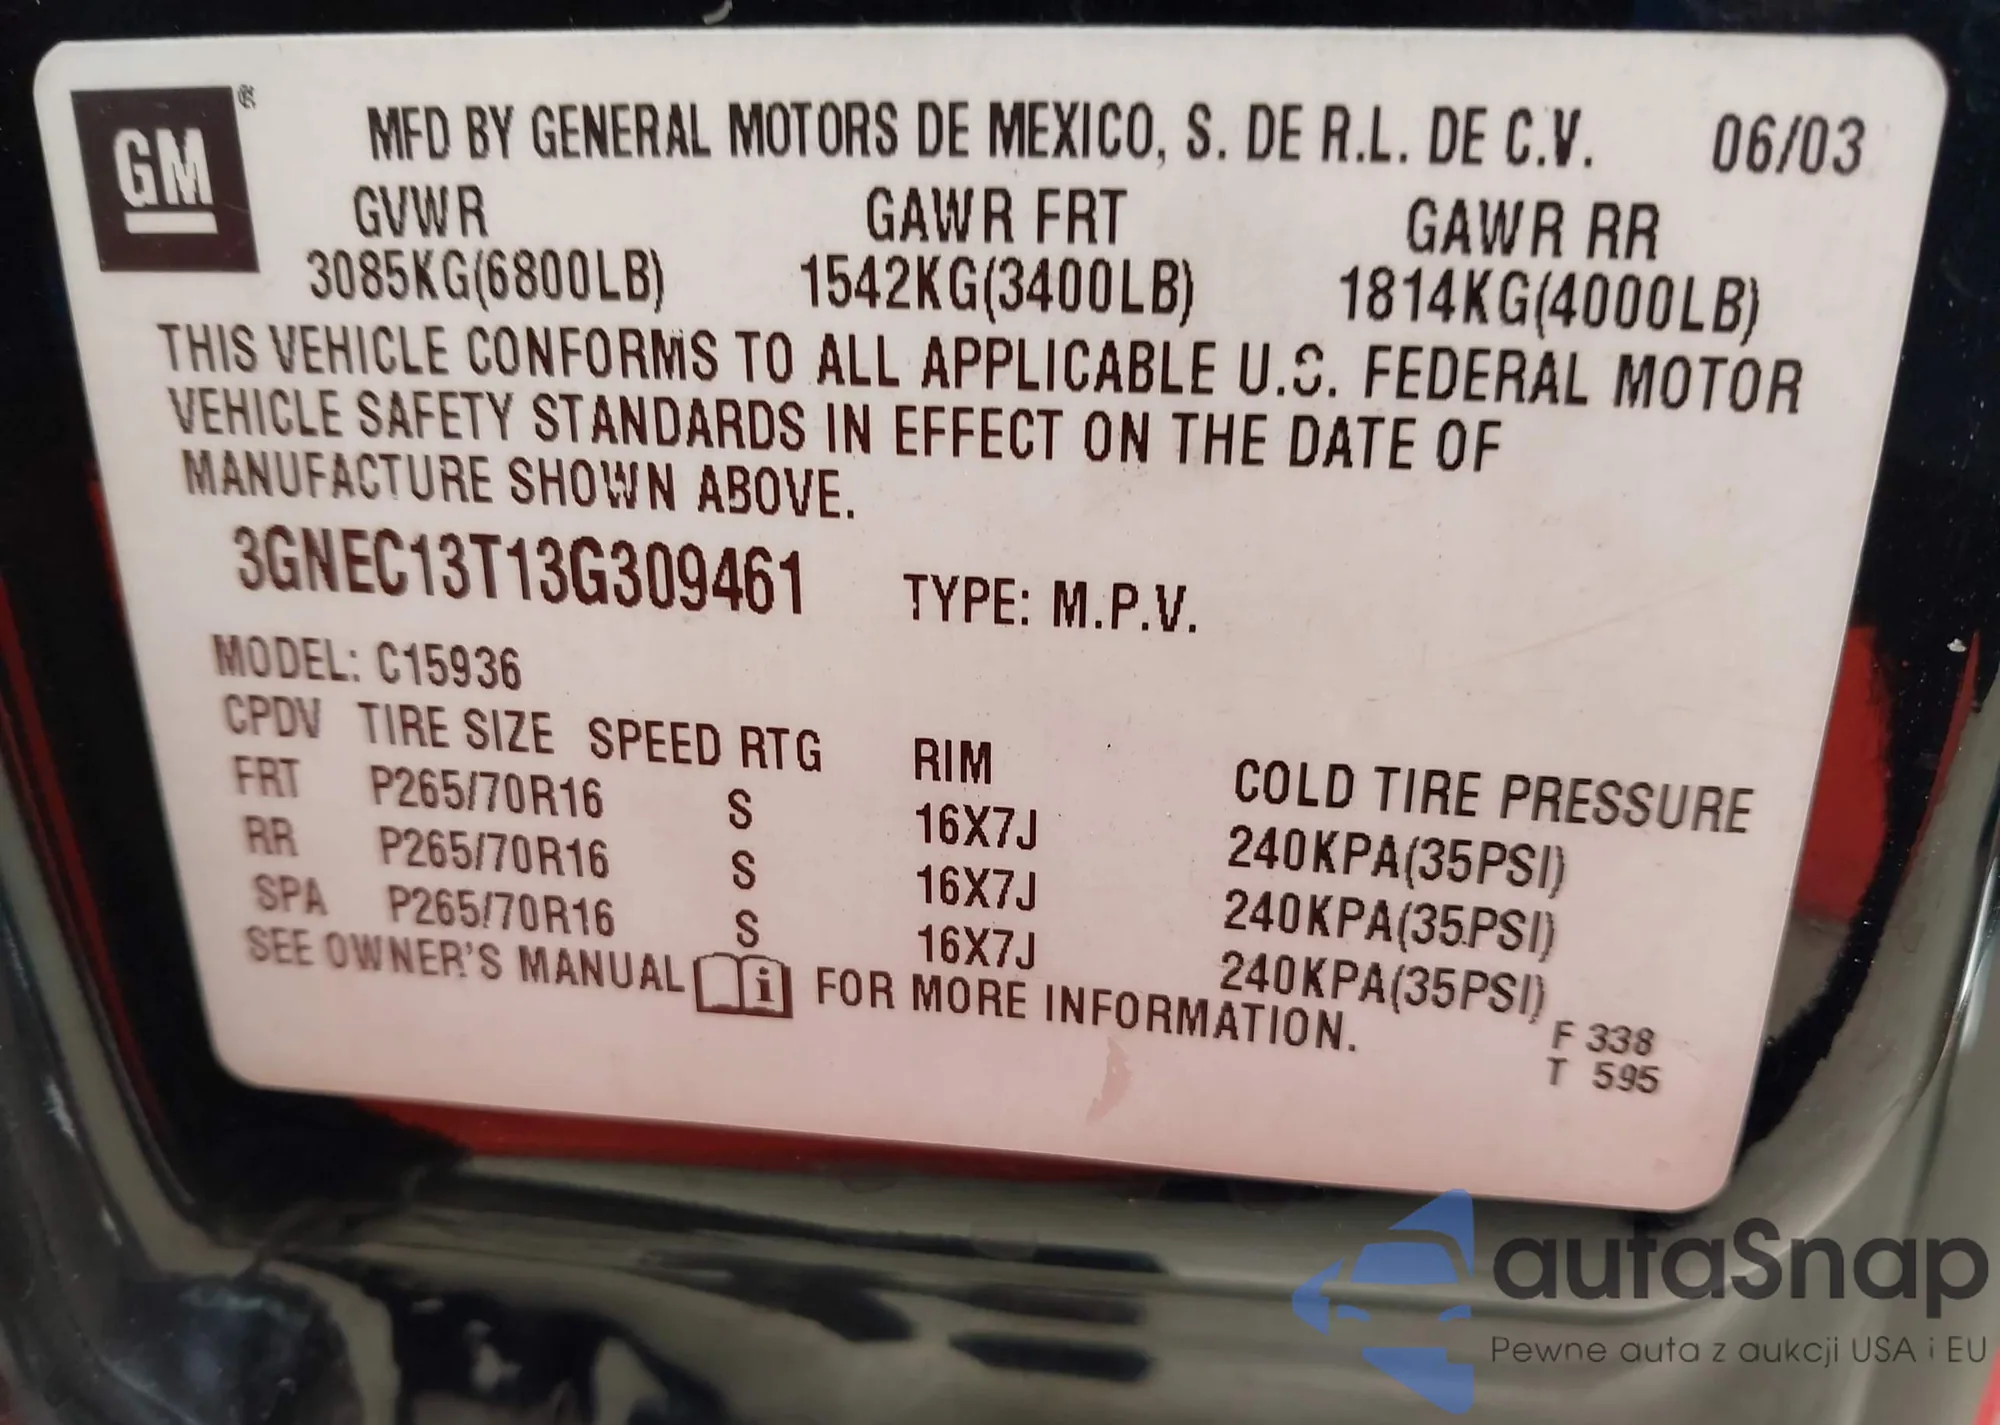 GM ®
MFD BY GENERAL MOTORS DE MEXICO, S. DE R.L. DE C.V. 06/03
GVWR GAWR FRT GAWR RR
3085KG(6800LB) 1542KG(3400LB) 1814KG(4000LB)
THIS VEHICLE CONFORMS TO ALL APPLICABLE U.S. FEDERAL MOTOR
VEHICLE SAFETY STANDARDS IN EFFECT ON THE DATE OF
MANUFACTURE SHOWN ABOVE.
3GNEC13T13G309461 TYPE: M.P.V.
MODEL: C15936
CPDV TIRE SIZE SPEED RTG RIM COLD TIRE PRESSURE
FRT P265/70R16 S 16X7J 240KPA(35PSI)
RR P265/70R16 S 16X7J 240KPA(35PSI)
SPA P265/70R16 S 16X7J 240KPA(35PSI)
SEE OWNER'S MANUAL i FOR MORE INFORMATION.
F 338
T 595
autaSnap
Pewne auta z aukcji USA i EU